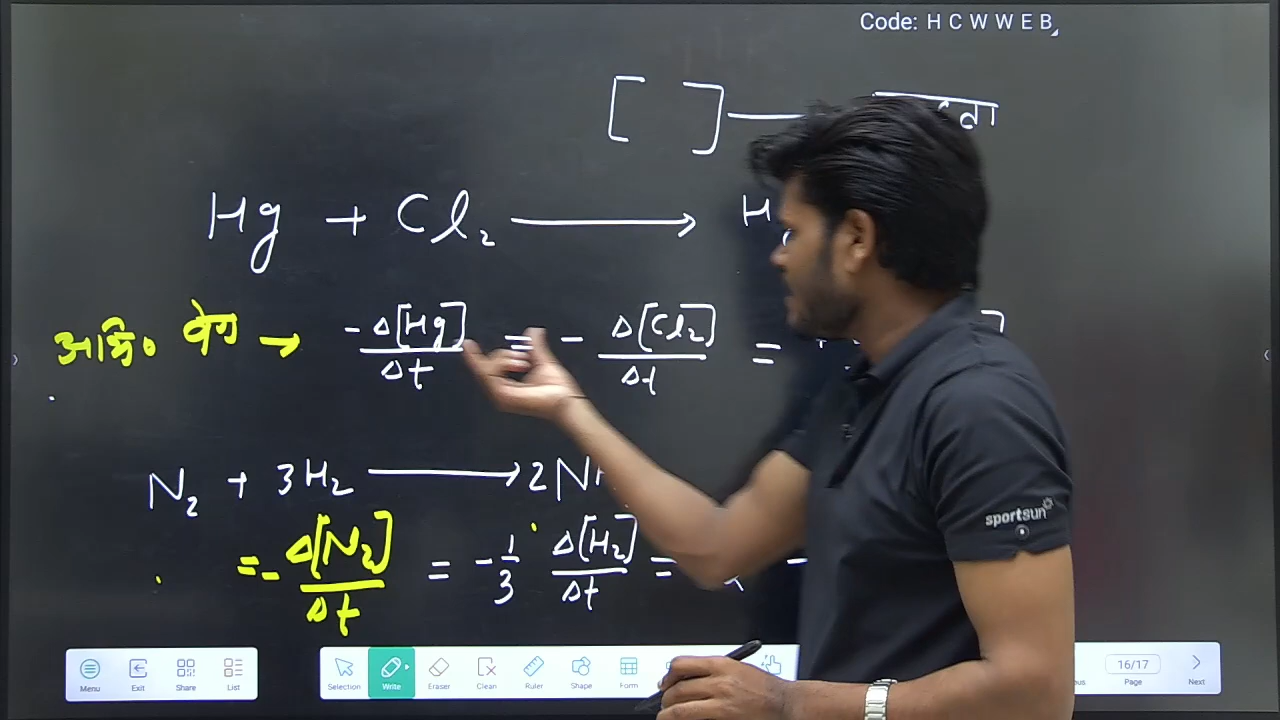 Code: H C W W E B
[ ] —
Hg + Cl₂ ⟶ H
अभि० वेग → - Δ[Hg]/Δt = - Δ[Cl₂]/Δt = +
N₂ + 3H₂ ⟶ 2N
= - Δ[N₂]/Δt = - 1/3 Δ[H₂]/Δt =
sportsun
Menu Exit Share List Selection Write Eraser Clean Ruler Shape Form 16/17 Page Next